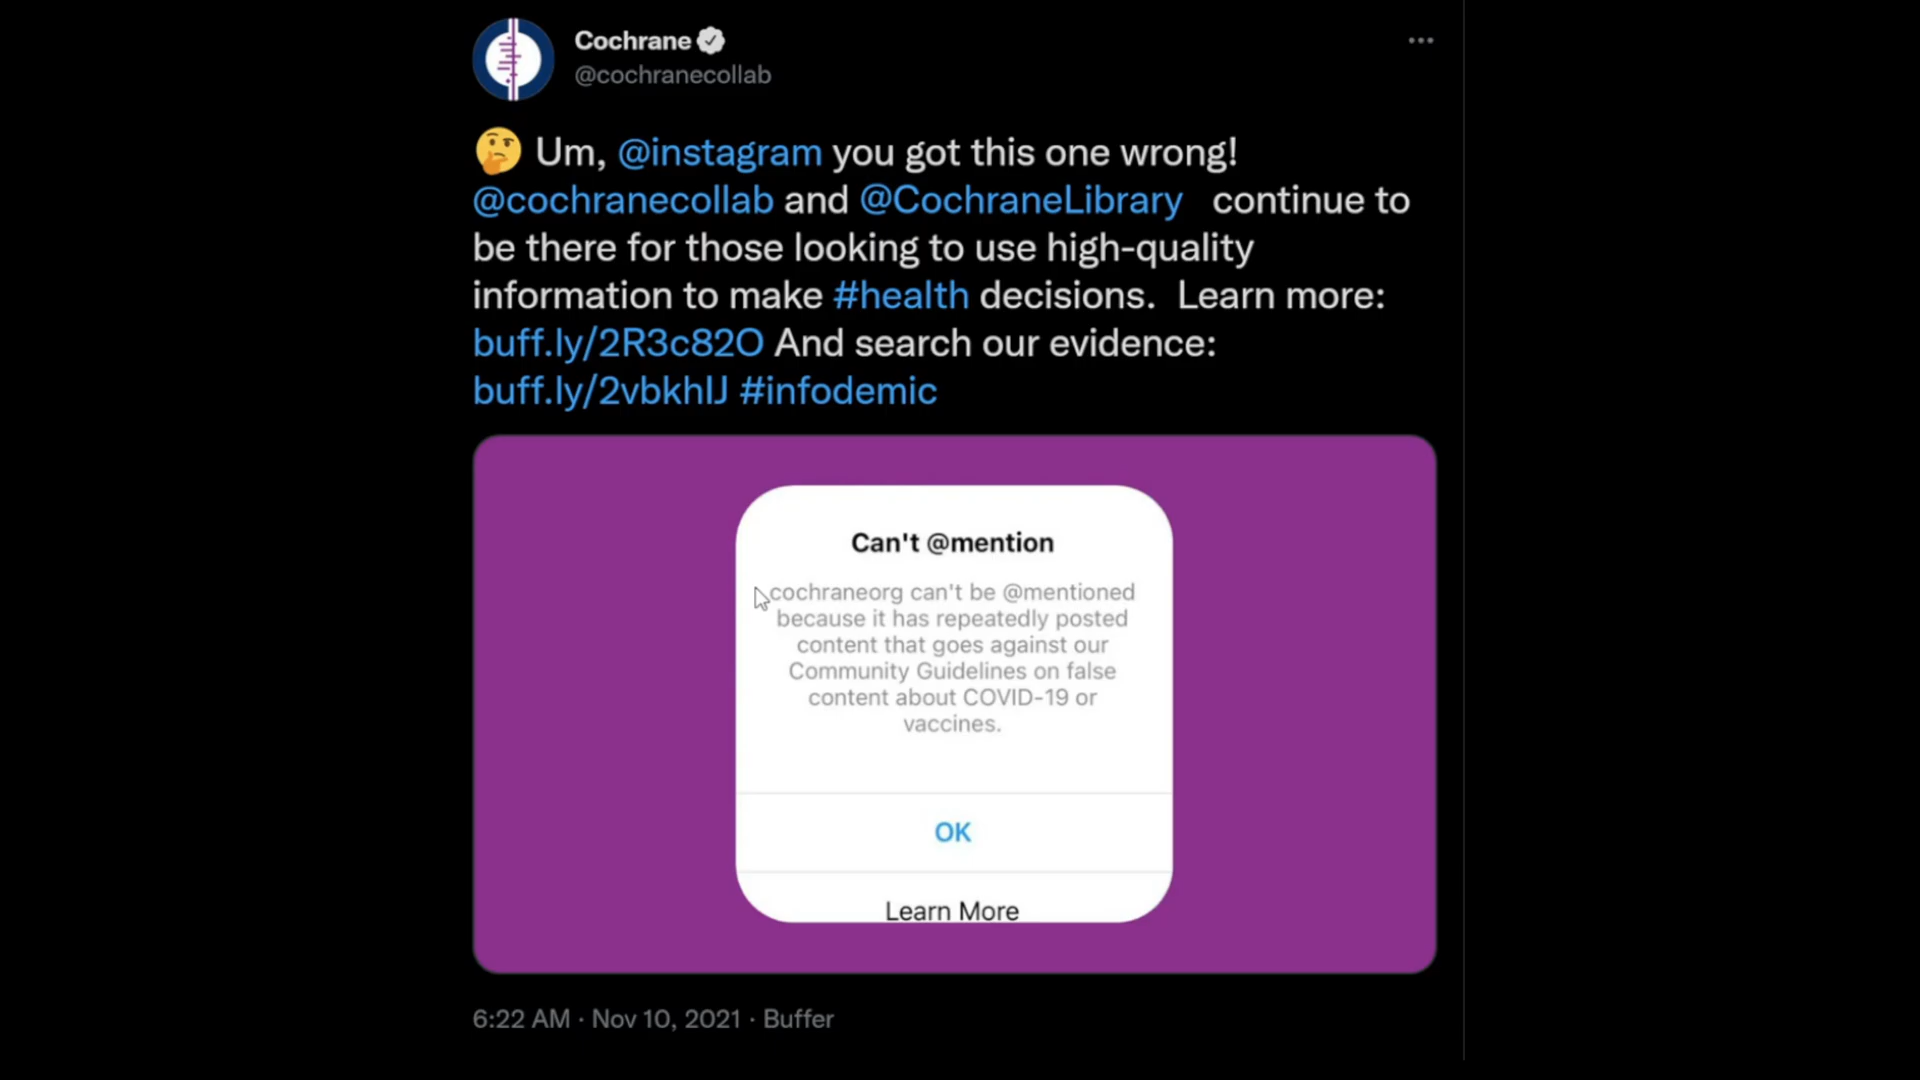 Cochrane
@cochranecollab
🤔 Um, @instagram you got this one wrong!
@cochranecollab and @CochraneLibrary continue to
be there for those looking to use high-quality
information to make #health decisions. Learn more:
buff.ly/2R3c82O And search our evidence:
buff.ly/2vbkhIJ #infodemic
Can't @mention
cochraneorg can't be @mentioned
because it has repeatedly posted
content that goes against our
Community Guidelines on false
content about COVID-19 or
vaccines.
OK
Learn More
6:22 AM · Nov 10, 2021 · Buffer